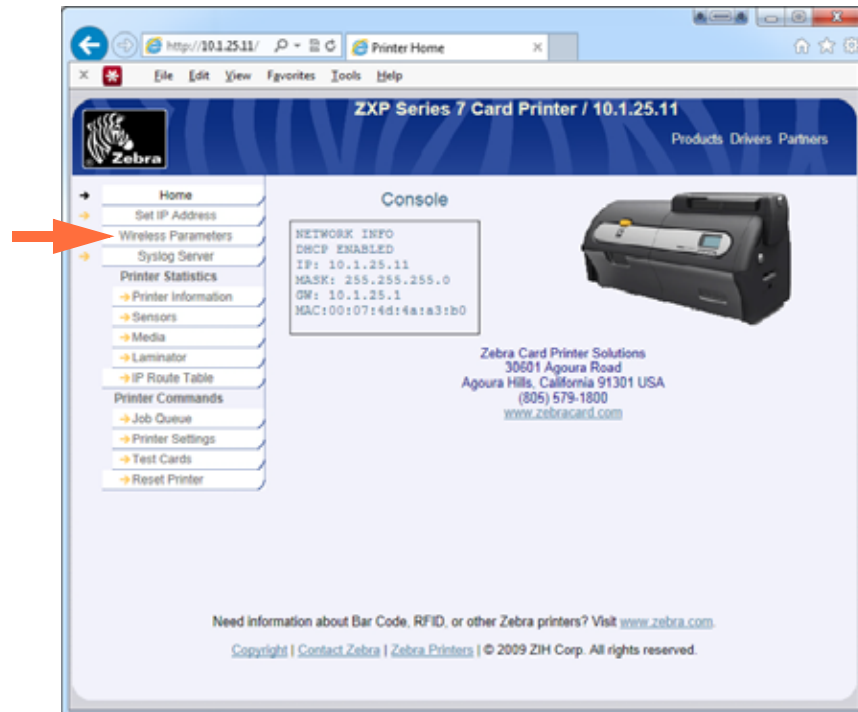 http://10.1.25.11/
Printer Home
File Edit View Favorites Tools Help
ZXP Series 7 Card Printer / 10.1.25.11
Products Drivers Partners
Zebra
Home
Set IP Address
Wireless Parameters
Syslog Server
Printer Statistics
Printer Information
Sensors
Media
Laminator
IP Route Table
Printer Commands
Job Queue
Printer Settings
Test Cards
Reset Printer
Console
NETWORK INFO
DHCP ENABLED
IP: 10.1.25.11
MASK: 255.255.255.0
GW: 10.1.25.1
MAC:00:07:4d:4a:a3:b0
Zebra Card Printer Solutions
30601 Agoura Road
Agoura Hills, California 91301 USA
(805) 579-1800
www.zebracard.com
Need information about Bar Code, RFID, or other Zebra printers? Visit www.zebra.com.
Copyright | Contact Zebra | Zebra Printers | © 2009 ZIH Corp. All rights reserved.